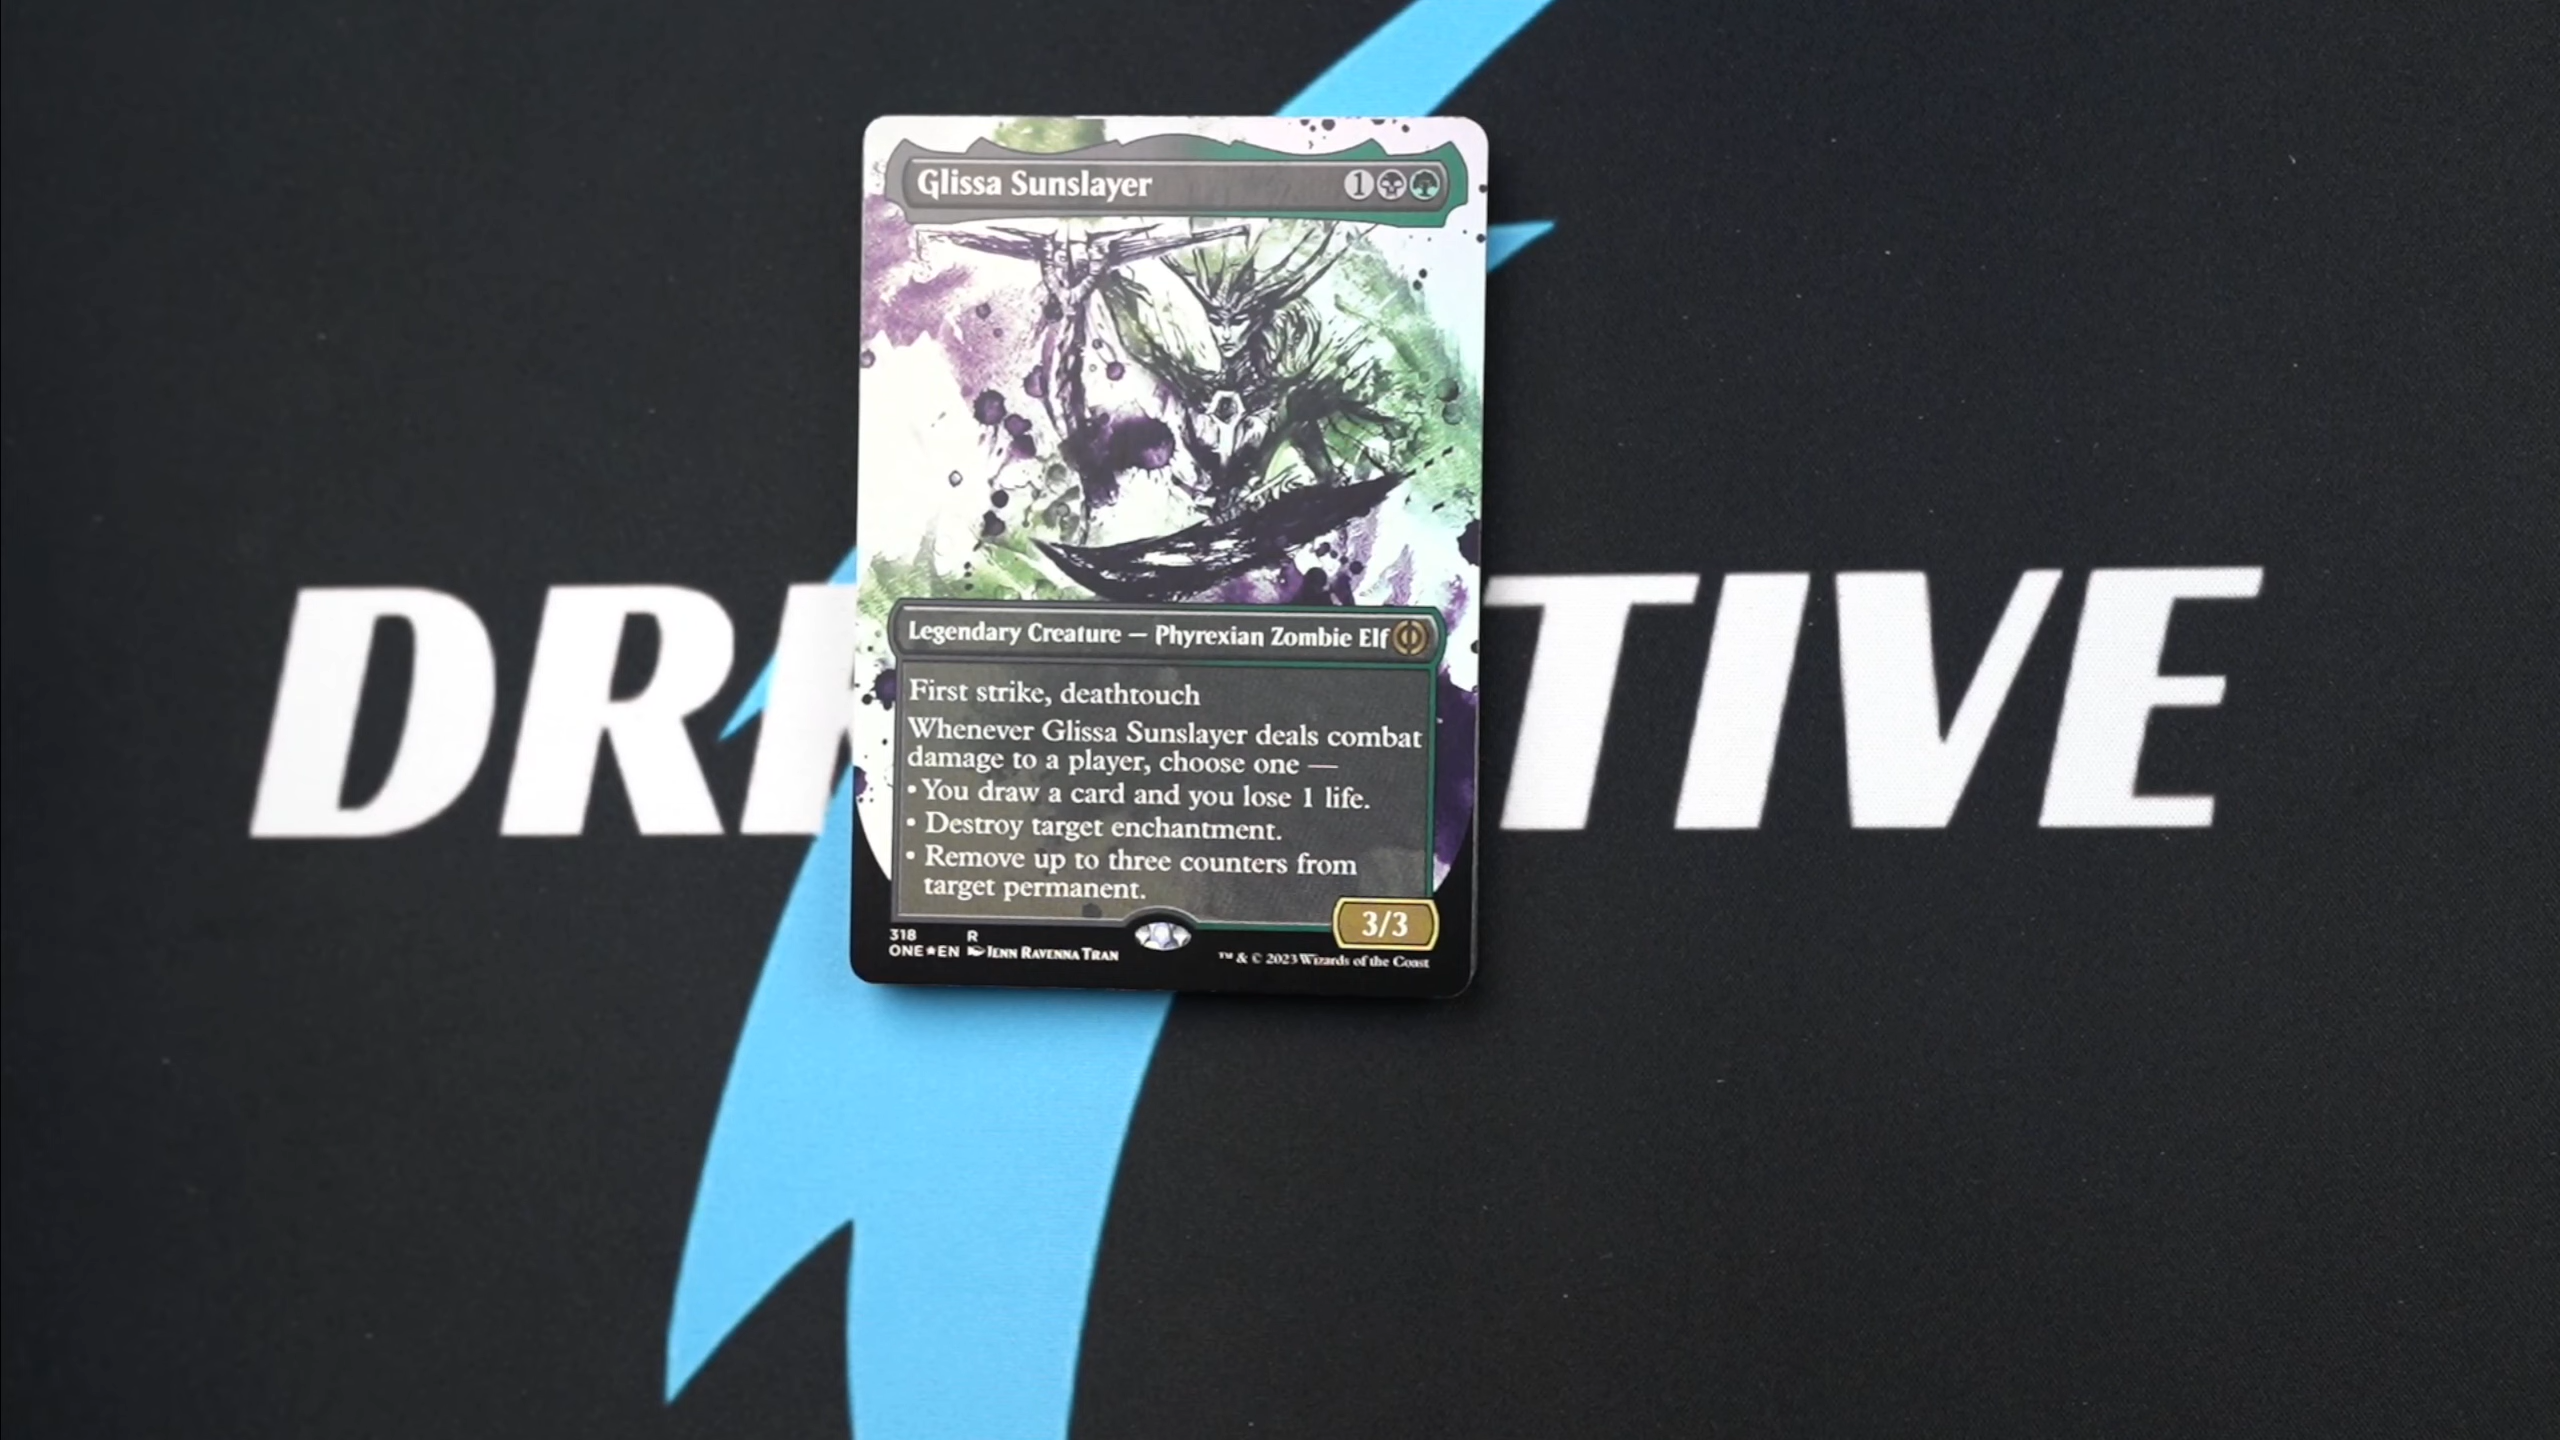 Glissa Sunslayer 1
Legendary Creature — Phyrexian Zombie Elf
First strike, deathtouch
Whenever Glissa Sunslayer deals combat
damage to a player, choose one —
• You draw a card and you lose 1 life.
• Destroy target enchantment.
• Remove up to three counters from
target permanent.
3/3
318 R
ONE★EN JENN RAVENNA TRAN
™ & © 2023 Wizards of the Coast
TIVE